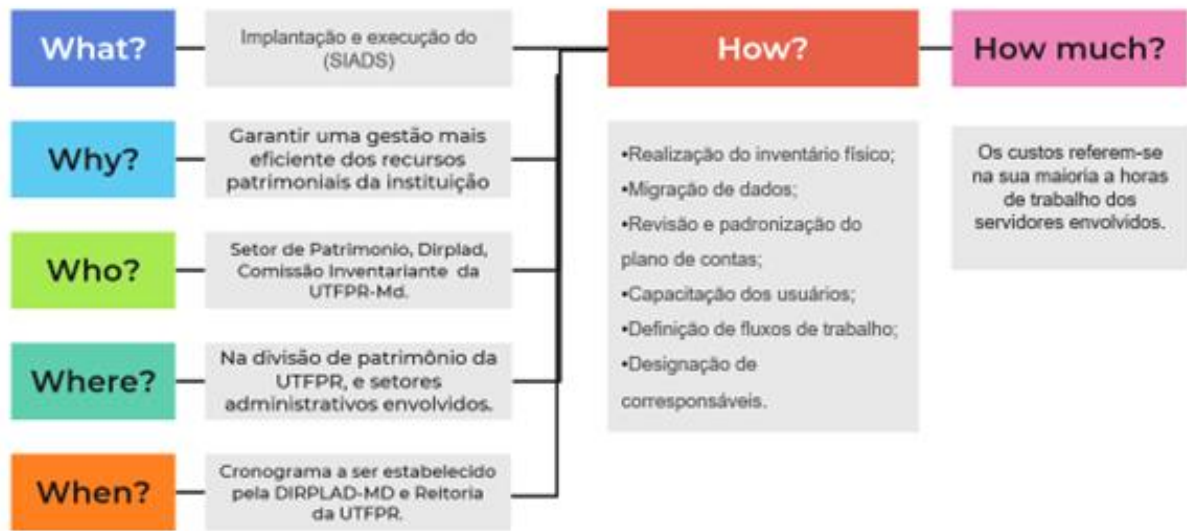 What?
Implantação e execução do
(SIADS)
Why?
Garantir uma gestão mais
eficiente dos recursos
patrimoniais da instituição
Who?
Setor de Patrimonio, Dirplad,
Comissão Inventariante da
UTFPR-Md.
Where?
Na divisão de patrimônio da
UTFPR, e setores
administrativos envolvidos.
When?
Cronograma a ser estabelecido
pela DIRPLAD-MD e Reitoria
da UTFPR.
How?
•Realização do inventário físico;
•Migração de dados;
•Revisão e padronização do
plano de contas;
•Capacitação dos usuários;
•Definição de fluxos de trabalho;
•Designação de
corresponsáveis.
How much?
Os custos referem-se
na sua maioria a horas
de trabalho dos
servidores envolvidos.